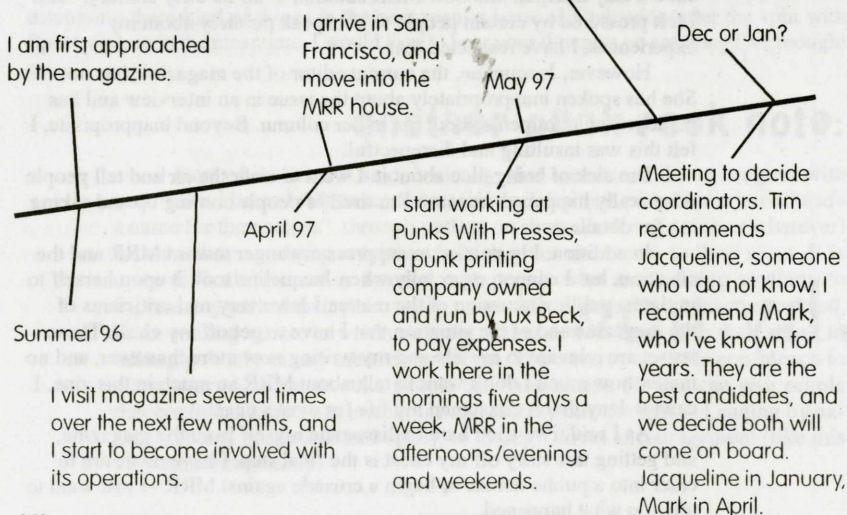 I am first approached
by the magazine.
Summer 96
I visit magazine several times
over the next few months, and
I start to become involved with
its operations.
I arrive in San
Francisco, and
move to the
MRR house.
April 97
May 97
I start working at
Punks With Presses,
a punk printing
company owned
and run by Jux Beck,
to pay expenses. I
work there in the
mornings five days a
week, MRR in the
afternoons/evenings
and weekends.
Dec or Jan?
Meeting to decide
coordinators. Tim
recommends
Jacqueline, someone
who I do not know, I
recommend Mark,
who I've known for
years. They are the
best candidates, and
we decide both will
come on board.
Jacqueline in January,
Mark in April.